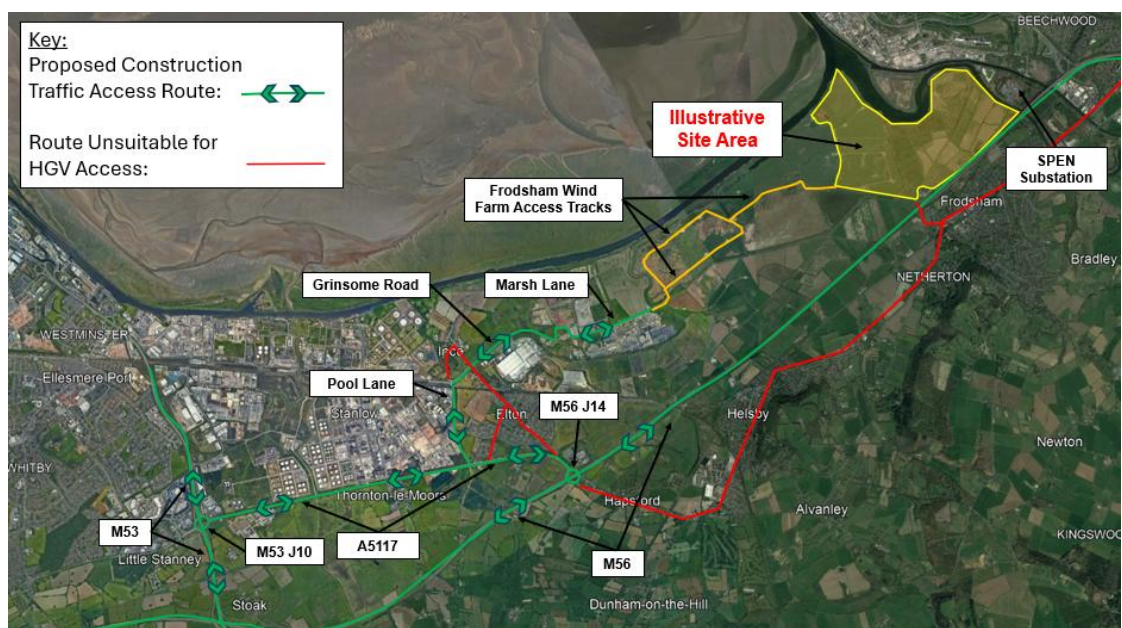 Key:
Proposed Construction
Traffic Access Route:
Route Unsuitable for
HGV Access:
BEECHWOOD
Illustrative
Site Area
SPEN
Substation
Frodsham Wind
Farm Access Tracks
Frodsham
Bradley
NETHERTON
Grinsome Road
Marsh Lane
WESTMINSTER
Ince
Ellesmere Port
Pool Lane
M56 J14
Stanlow
Elton
Helsby
Newton
WHITBY
Thornton-le-Moors
Hapsford
Alvanley
M53
M53 J10
A5117
M56
KINGSWOO
Little Stanney
Stoak
Dunham-on-the-Hill